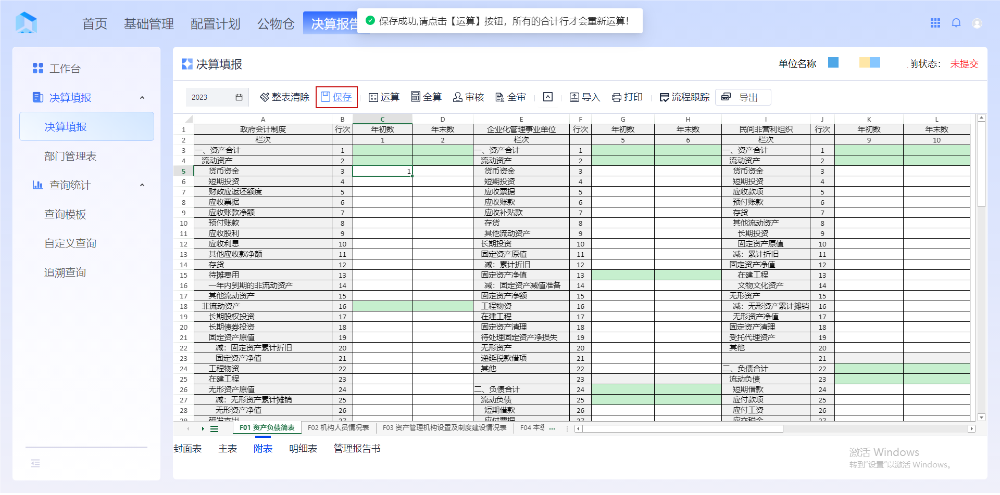 首页 基础管理 配置计划 公物仓 决算报告
保存成功,请点击【运算】按钮，所有的合计行才会重新运算!
工作台
决算填报
决算填报
部门管理表
查询统计
查询模板
自定义查询
追溯查询
决算填报
单位名称 前状态： 未提交
2023 整表清除 保存 运算 全算 审核 全审 导入 打印 流程跟踪 导出
A B C D E F G H I J K L
1 政府会计制度 行次 年初数 年末数 企业化管理事业单位 行次 年初数 年末数 民间非营利组织 行次 年初数 年末数
2 栏次 1 2 栏次 5 6 栏次 9 10
3 一、资产合计 1 一、资产合计 1 一、资产合计 1
4 流动资产 2 流动资产 2 流动资产 2
5 货币资金 3 1 货币资金 3 货币资金 3
6 短期投资 4 短期投资 4 短期投资 4
7 财政应返还额度 5 应收票据 5 应收款项 5
8 应收票据 6 应收账款 6 预付账款 6
9 应收账款净额 7 应收补贴款 7 存货 7
10 预付账款 8 存货 8 其他流动资产 8
11 应收股利 9 其他流动资产 9 长期投资 9
12 应收利息 10 长期投资 10 固定资产原值 10
13 其他应收款净额 11 固定资产原值 11 减：累计折旧 11
14 存货 12 减：累计折旧 12 固定资产净值 12
15 待摊费用 13 固定资产净值 13 在建工程 13
16 一年内到期的非流动资产 14 减：固定资产减值准备 14 文物文化资产 14
17 其他流动资产 15 固定资产净额 15 无形资产 15
18 非流动资产 16 工程物资 16 减：无形资产累计摊销 16
19 长期股权投资 17 在建工程 17 无形资产净值 17
20 长期债券投资 18 固定资产清理 18 固定资产清理 18
21 固定资产原值 19 待处理固定资产净损失 19 受托代理资产 19
22 减：固定资产累计折旧 20 无形资产 20 其他 20
23 固定资产净值 21 递延税款借项 21 21
24 工程物资 22 其他 22 二、负债合计 22
25 在建工程 23 23 流动负债 23
26 无形资产原值 24 二、负债合计 24 短期借款 24
27 减：无形资产累计摊销 25 流动负债 25 应付款项 25
28 无形资产净值 26 短期借款 26 应付工资 26
29 研发支出 27 应付票据 27 应交税金 27
F01 资产负债简表 F02 机构人员情况表 F03 资产管理机构设置及制度建设情况表 F04 本级 ...
封面表 主表 附表 明细表 管理报告书
激活 Windows
转到“设置”以激活 Windows。